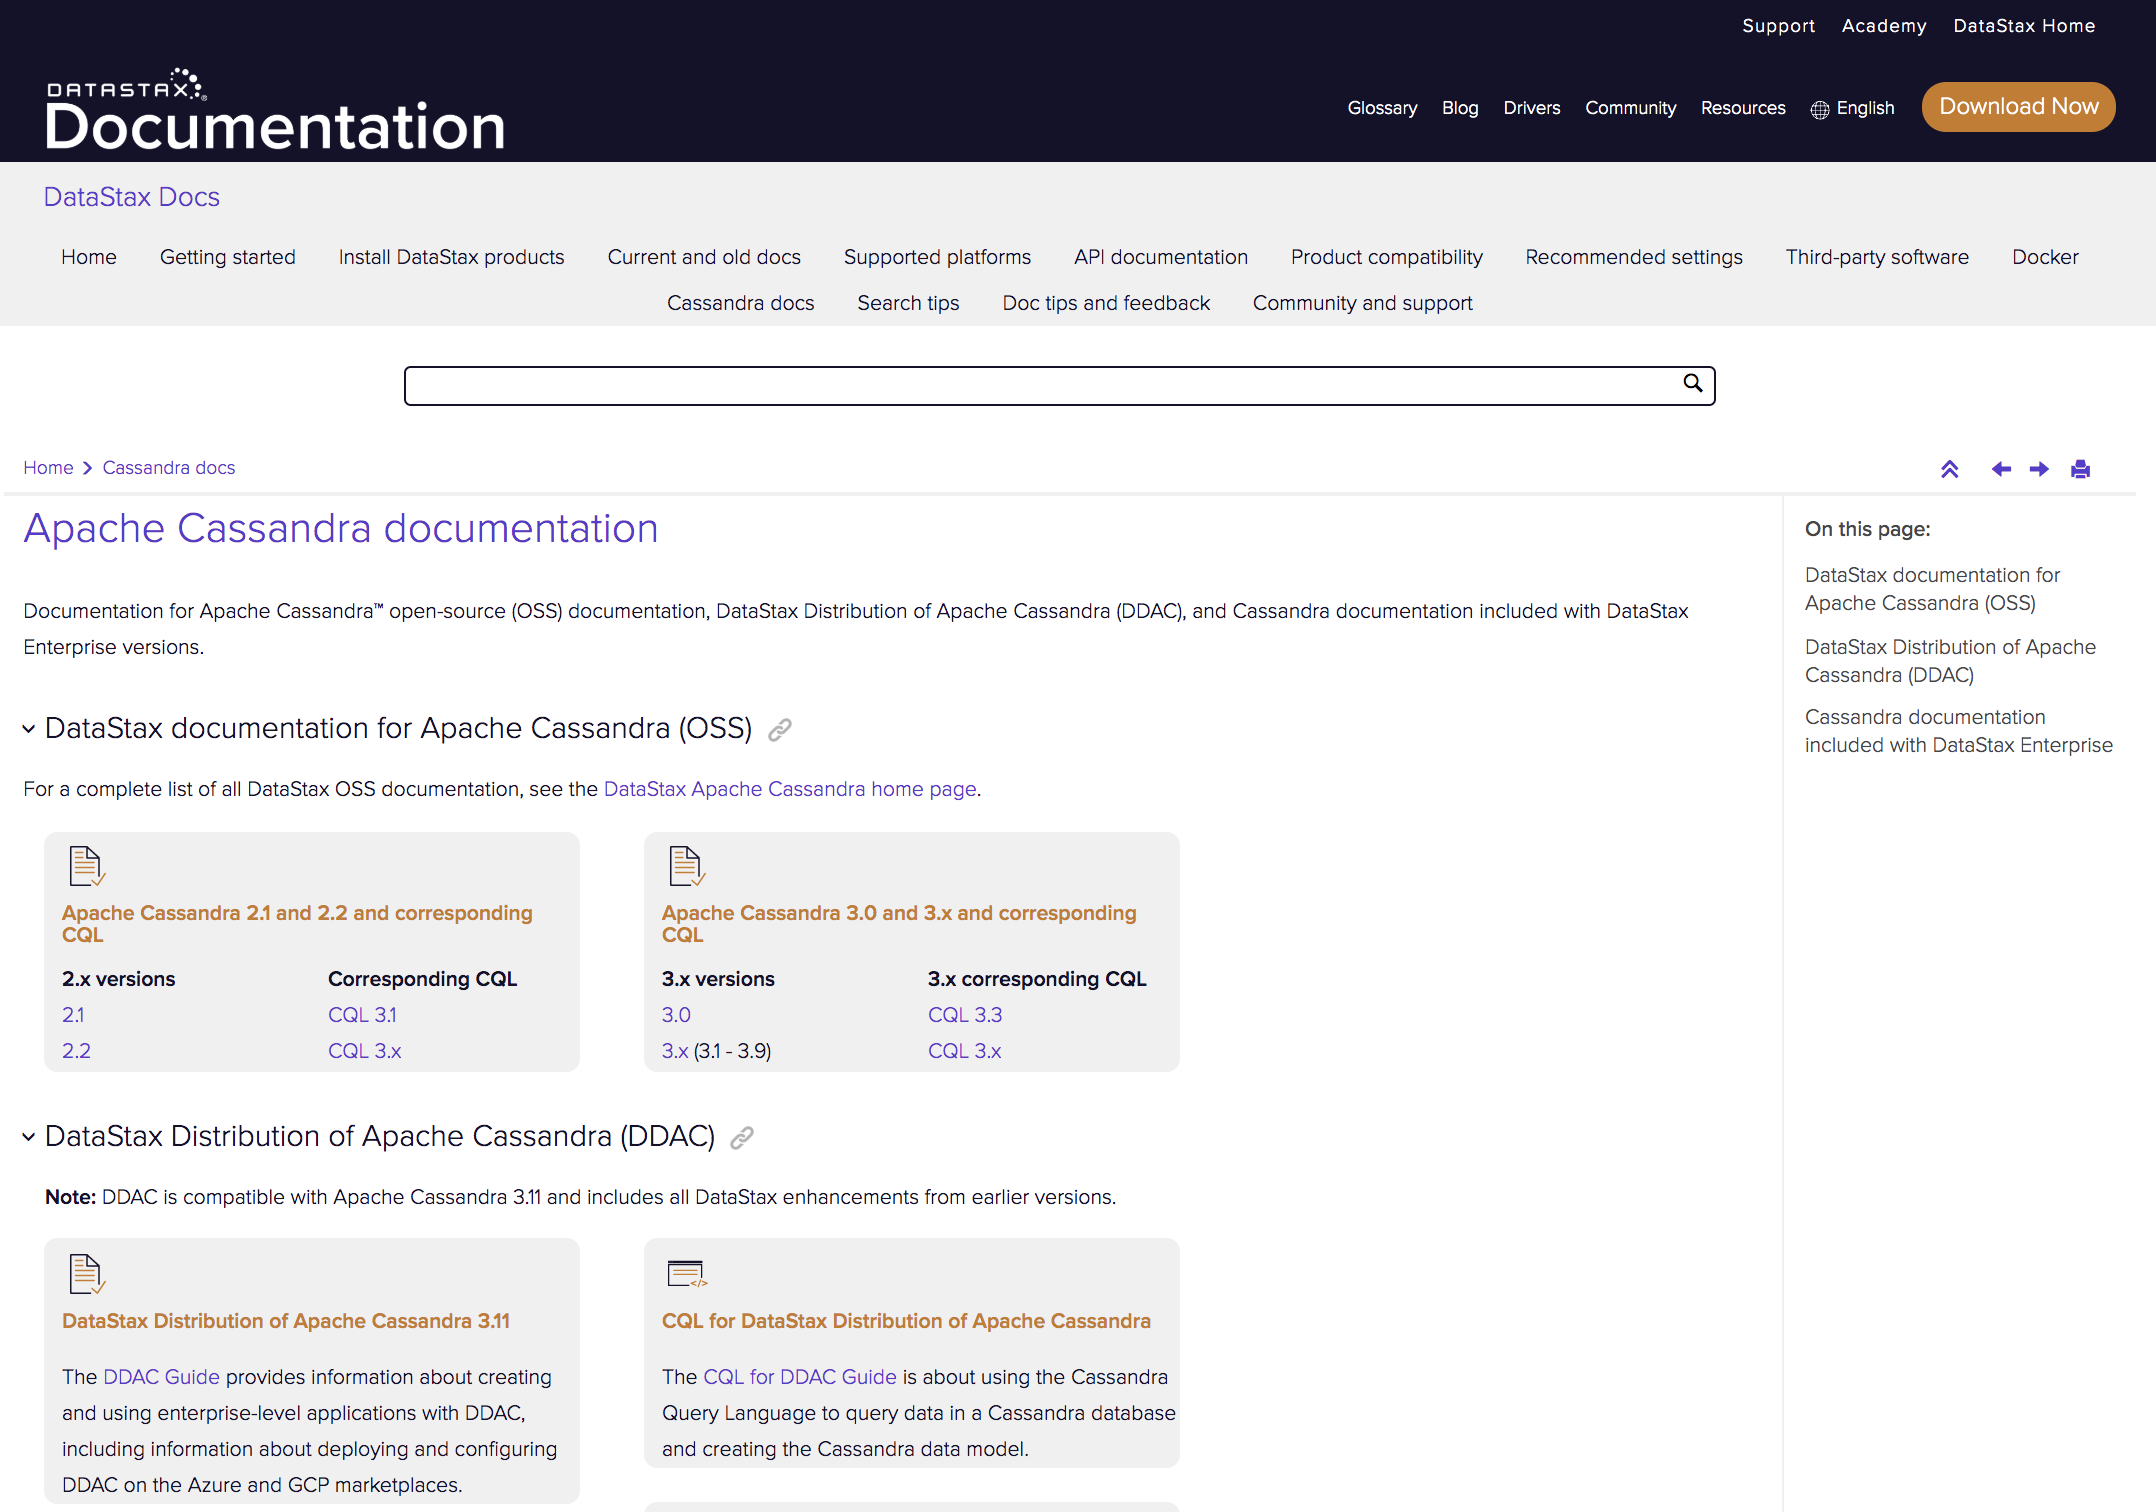 Support Academy DataStax Home
DATASTAX®
Documentation
Glossary Blog Drivers Community Resources English Download Now
DataStax Docs
Home Getting started Install DataStax products Current and old docs Supported platforms API documentation Product compatibility Recommended settings Third-party software Docker
Cassandra docs Search tips Doc tips and feedback Community and support
Home Cassandra docs
Apache Cassandra documentation
Documentation for Apache Cassandra™ open-source (OSS) documentation, DataStax Distribution of Apache Cassandra (DDAC), and Cassandra documentation included with DataStax
Enterprise versions.
DataStax documentation for Apache Cassandra (OSS)
For a complete list of all DataStax OSS documentation, see the DataStax Apache Cassandra home page.
Apache Cassandra 2.1 and 2.2 and corresponding
CQL
2.x versions Corresponding CQL
2.1 CQL 3.1
2.2 CQL 3.x
Apache Cassandra 3.0 and 3.x and corresponding
CQL
3.x versions 3.x corresponding CQL
3.0 CQL 3.3
3.x (3.1 - 3.9) CQL 3.x
DataStax Distribution of Apache Cassandra (DDAC)
Note: DDAC is compatible with Apache Cassandra 3.11 and includes all DataStax enhancements from earlier versions.
DataStax Distribution of Apache Cassandra 3.11
The DDAC Guide provides information about creating
and using enterprise-level applications with DDAC,
including information about deploying and configuring
DDAC on the Azure and GCP marketplaces.
CQL for DataStax Distribution of Apache Cassandra
The CQL for DDAC Guide is about using the Cassandra
Query Language to query data in a Cassandra database
and creating the Cassandra data model.
On this page:
DataStax documentation for
Apache Cassandra (OSS)
DataStax Distribution of Apache
Cassandra (DDAC)
Cassandra documentation
included with DataStax Enterprise